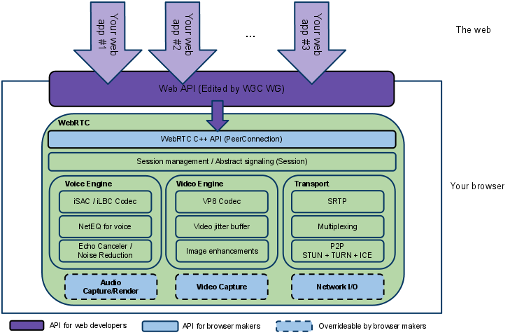 Your web
app #1
Your web
app #2
...
Your web
app #3
The web
Web API (Edited by W3C WG)
WebRTC
WebRTC C++ API (PeerConnection)
Session management / Abstract signaling (Session)
Your browser
Voice Engine
iSAC / iLBC Codec
NetEQ for voice
Echo Canceler /
Noise Reduction
Video Engine
VP8 Codec
Video jitter buffer
Image enhancements
Transport
SRTP
Multiplexing
P2P
STUN + TURN + ICE
Audio
Capture/Render
Video Capture
Network I/O
API for web developers
API for browser makers
Overrideable by browser makers